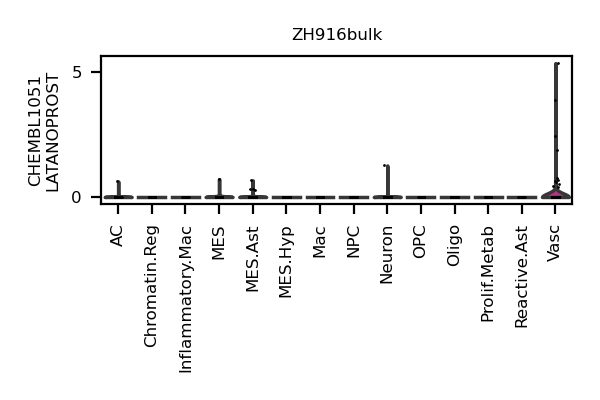 ZH916bulk
CHEMBL1051
LATANOPROST
5
0
AC
Chromatin.Reg
Inflammatory.Mac
MES
MES.Ast
MES.Hyp
Mac
NPC
Neuron
OPC
Oligo
Prolif.Metab
Reactive.Ast
Vasc